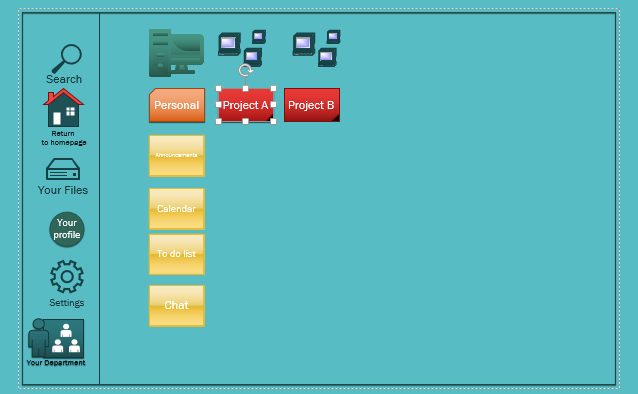 Search
Return
to homepage
Your Files
Your
profile
Settings
Your Department
Personal
Project A
Project B
Announcements
Calendar
To do list
Chat